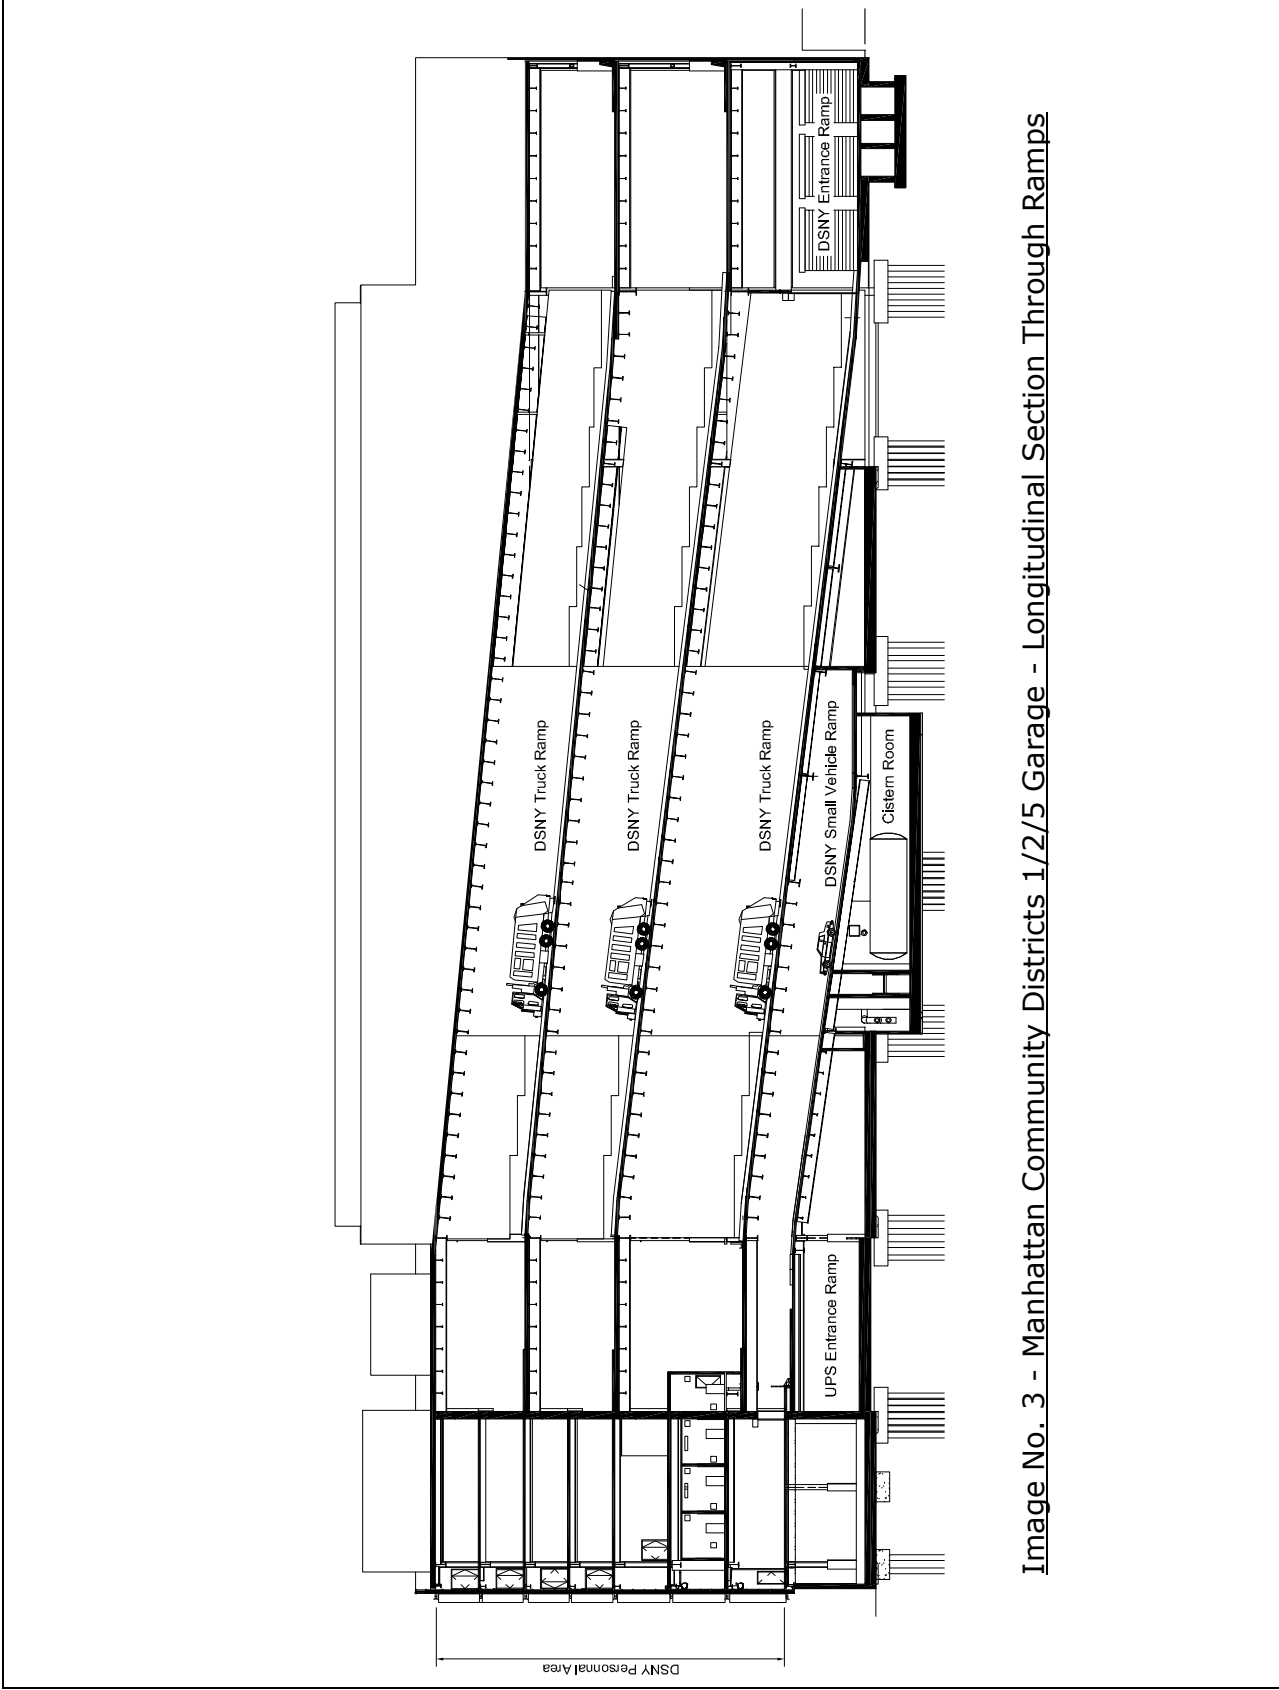 DSNY Personnal Area
DSNY Truck Ramp
DSNY Truck Ramp
DSNY Truck Ramp
DSNY Small Vehicle Ramp
Cistern Room
UPS Entrance Ramp
DSNY Entrance Ramp
Image No. 3 - Manhattan Community Districts 1/2/5 Garage - Longitudinal Section Through Ramps